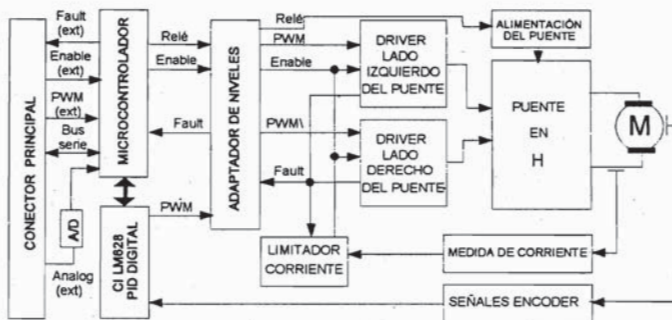 CONECTOR PRINCIPAL
Fault
(ext)
Enable
(ext)
PWM
(ext)
Bus
serie
A/D
Analog
(ext)
MICROCONTROLADOR
CI LM628
PID DIGITAL
Relé
Enable
Fault
PWM
ADAPTADOR DE NIVELES
Relé
PWM
Enable
PWM\
Fault
DRIVER
LADO
IZQUIERDO
DEL PUENTE
DRIVER
LADO
DERECHO
DEL PUENTE
LIMITADOR
CORRIENTE
ALIMENTACIÓN
DEL PUENTE
PUENTE
EN
H
M
MEDIDA DE CORRIENTE
SEÑALES ENCODER